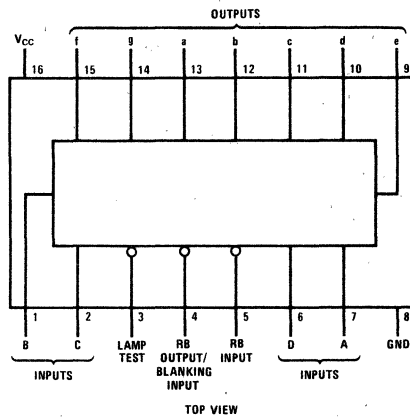 OUTPUTS
VCC f g a b c d e
16 15 14 13 12 11 10 9
1 2 3 4 5 6 7 8
B C LAMP TEST RB OUTPUT/ BLANKING INPUT RB INPUT D A GND
INPUTS INPUTS
TOP VIEW